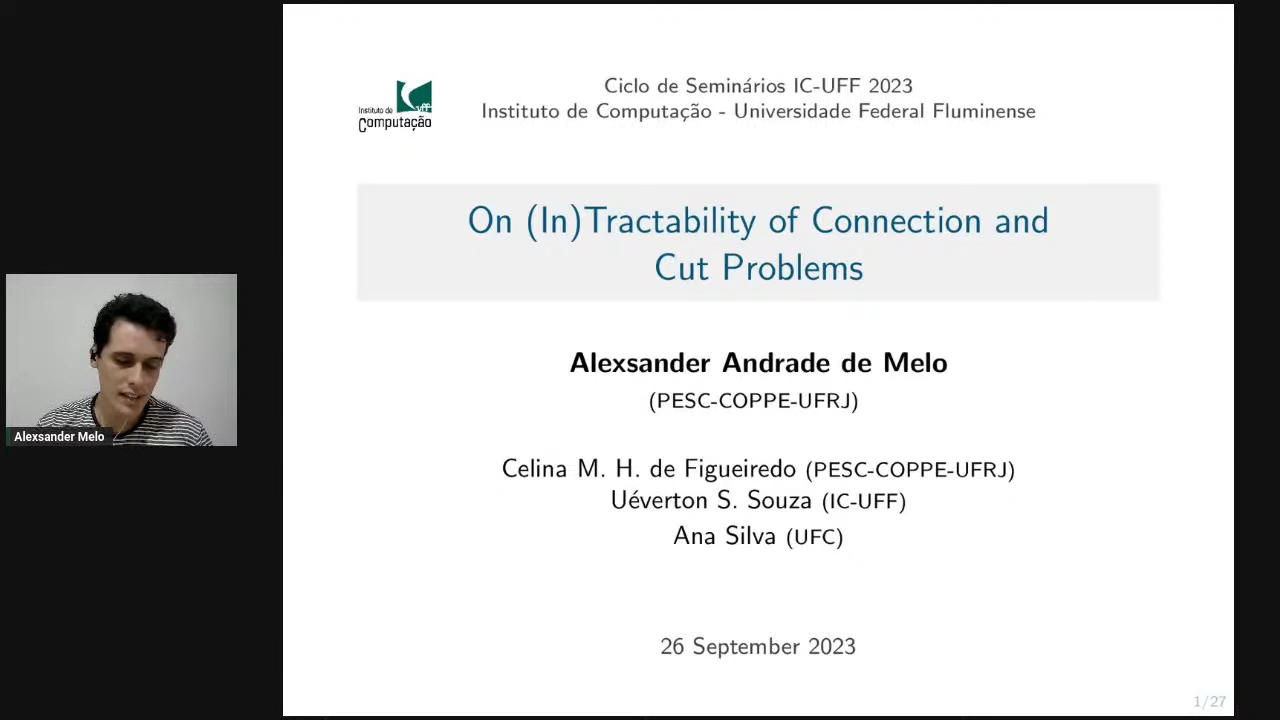 Ciclo de Seminários IC-UFF 2023
Instituto de Computação - Universidade Federal Fluminense
Instituto de
uff
Computação
On (In)Tractability of Connection and
Cut Problems
Alexsander Andrade de Melo
(PESC-COPPE-UFRJ)
Celina M. H. de Figueiredo (PESC-COPPE-UFRJ)
Uéverton S. Souza (IC-UFF)
Ana Silva (UFC)
Alexsander Melo
26 September 2023
1/27